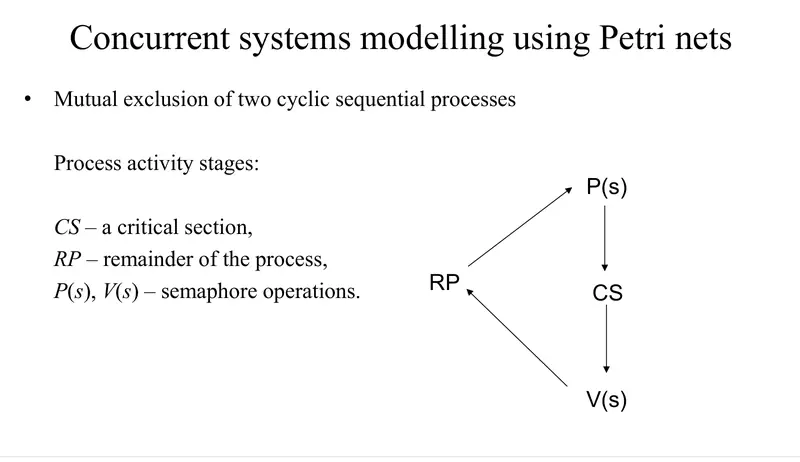 Concurrent systems modelling using Petri nets
• Mutual exclusion of two cyclic sequential processes
Process activity stages:
CS – a critical section,
RP – remainder of the process,
P(s), V(s) – semaphore operations.
P(s)
RP
CS
V(s)